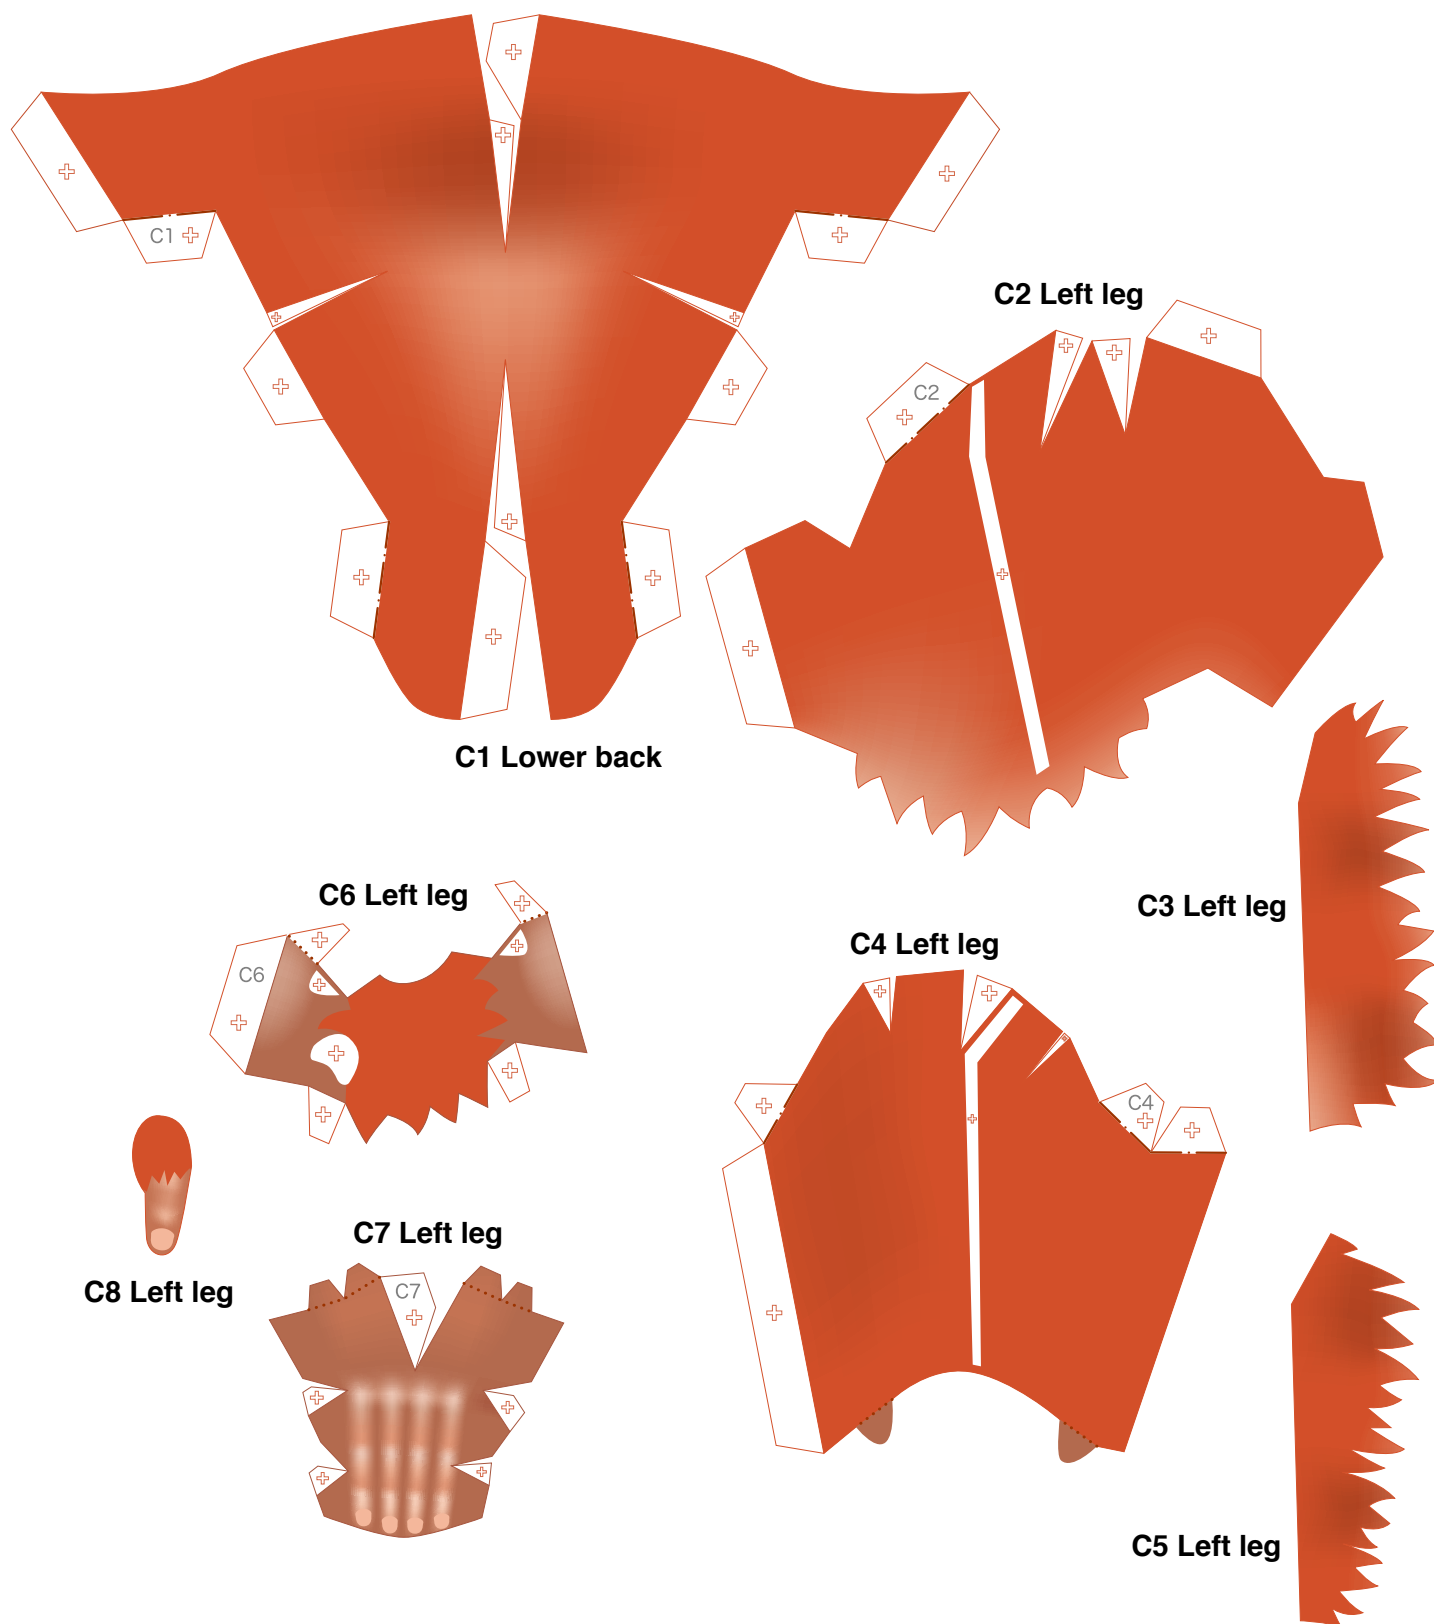 C1
C2 Left leg
C2
C1 Lower back
C6 Left leg
C3 Left leg
C4 Left leg
C6
C4
C7 Left leg
C8 Left leg
C7
C5 Left leg